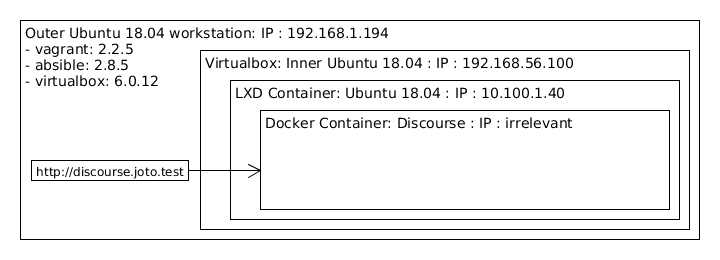 Outer Ubuntu 18.04 workstation: IP : 192.168.1.194
- vagrant: 2.2.5
- absible: 2.8.5
- virtualbox: 6.0.12
Virtualbox: Inner Ubuntu 18.04 : IP : 192.168.56.100
LXD Container: Ubuntu 18.04 : IP : 10.100.1.40
Docker Container: Discourse : IP : irrelevant
http://discourse.joto.test